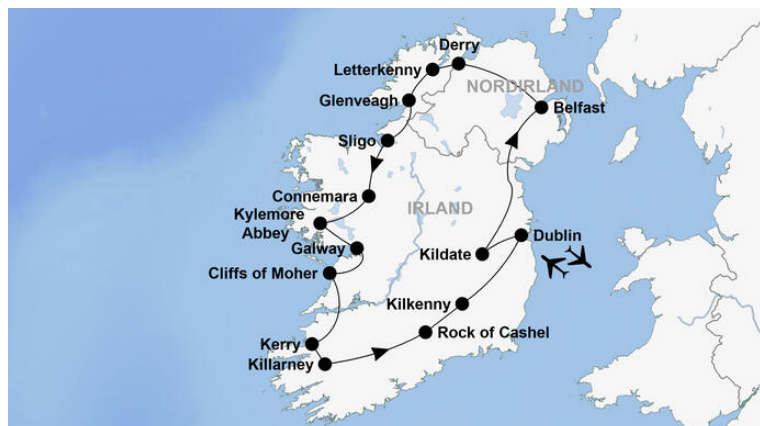 Derry
Letterkenny
NORDIRLAND
Glenveagh
Belfast
Sligo
Connemara
IRLAND
Kylemore
Abbey
Dublin
Galway
Kildate
Cliffs of Moher
Kilkenny
Rock of Cashel
Kerry
Killarney